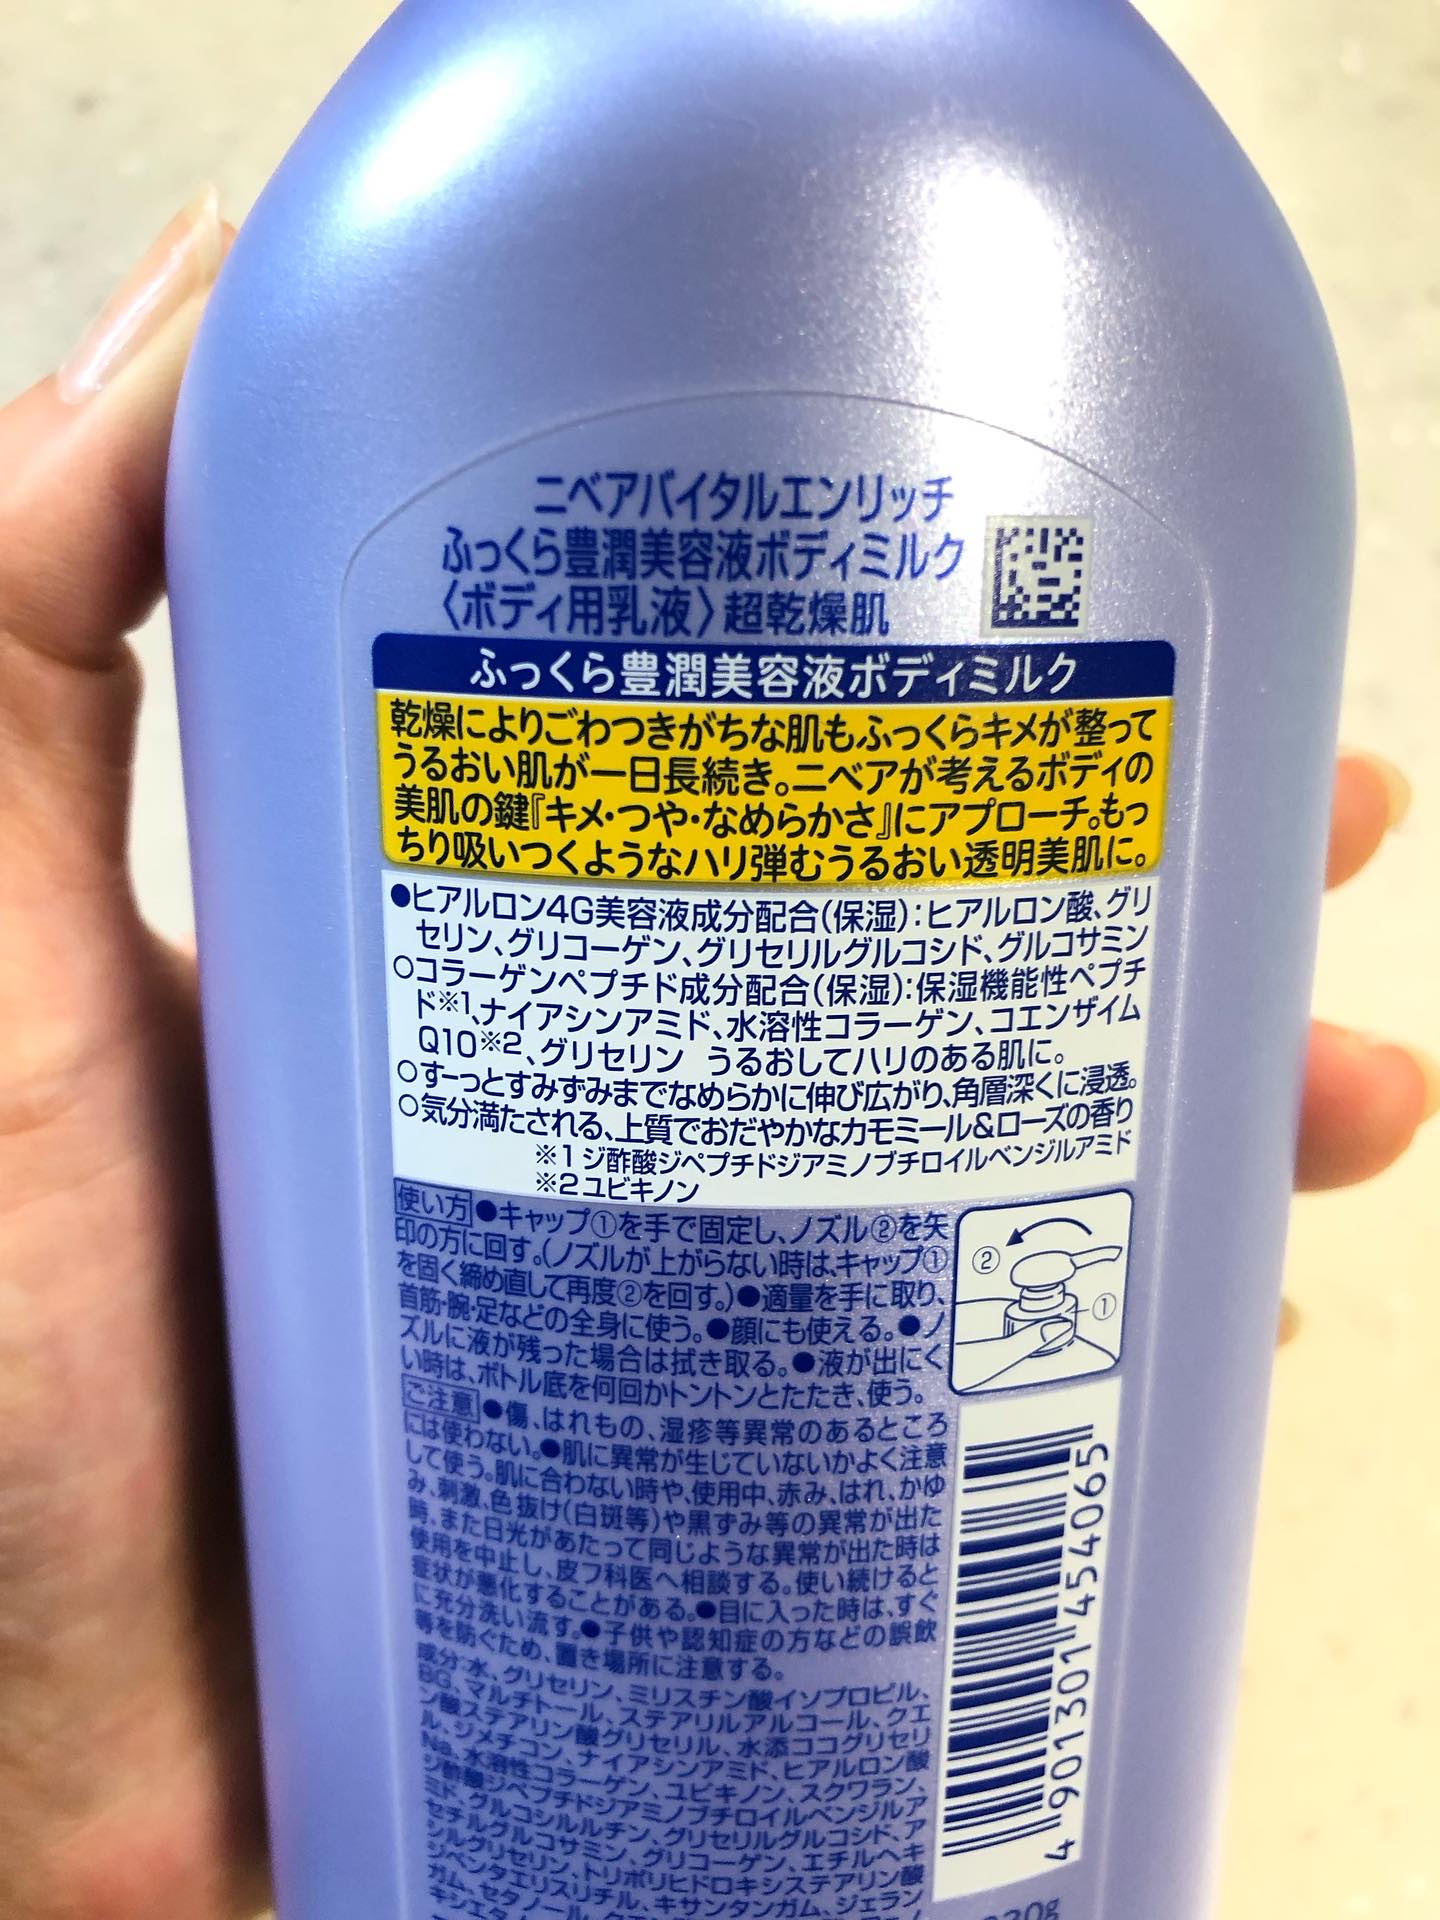 ニベアバイタルエンリッチ
ふっくら豊潤美容液ボディミルク
〈ボディ用乳液〉超乾燥肌
ふっくら豊潤美容液ボディミルク
乾燥によりごわつきがちな肌もふっくらキメが整って
うるおい肌が一日長続き。ニベアが考えるボディの
美肌の鍵『キメ・つや・なめらかさ』にアプローチ。もっ
ちり吸いつくようなハリ弾むうるおい透明美肌に。
●ヒアルロン4G美容液成分配合(保湿):ヒアルロン酸、グリ
セリン、グリコーゲン、グリセリルグルコシド、グルコサミン
○コラーゲンペプチド成分配合(保湿):保湿機能性ペプチ
ド※1、ナイアシンアミド、水溶性コラーゲン、コエンザイム
Q10※2、グリセリン うるおしてハリのある肌に。
○すーっとすみずみまでなめらかに伸び広がり、角層深くに浸透。
○気分満たされる、上質でおだやかなカモミール&ローズの香り
※1 ジ酢酸ジペプチドジアミノブチロイルベンジルアミド
※2 ユビキノン
使い方 ●キャップ①を手で固定し、ノズル②を矢
印の方に回す。(ノズルが上がらない時は、キャップ①
を固く締め直して再度②を回す。)●適量を手に取り、
首筋・腕・足などの全身に使う。●顔にも使える。●ノ
ズルに液が残った場合は拭き取る。●液が出にく
い時は、ボトル底を何回かトントンとたたき、使う。
②
①
ご注意 ●傷、はれもの、湿疹等異常のあるところ
には使わない。●肌に異常が生じていないかよく注意
して使う。肌に合わない時や、使用中、赤み、はれ、かゆ
み、刺激、色抜け(白斑等)や黒ずみ等の異常が出た
時、また日光があたって同じような異常が出た時は
使用を中止し、皮フ科医へ相談する。使い続けると
症状が悪化することがある。●目に入った時は、すぐ
に充分洗い流す。●子供や認知症の方などの誤飲
等を防ぐため、置き場所に注意する。
成分:水、グリセリン、ミリスチン酸イソプロピル、
BG、マルチトール、ステアリルアルコール、クエ
ン酸ステアリン酸グリセリル、水添ココグリセリ
ル、ジメチコン、ナイアシンアミド、ヒアルロン酸
Na、水溶性コラーゲン、ユビキノン、スクワラン、
ジ酢酸ジペプチドジアミノブチロイルベンジルア
ミド、グルコシルルチン、グリセリルグルコシド、ア
セチルグルコサミン、グリコーゲン、エチルヘキ
シルグリセリン、トリポリヒドロキシステアリン酸
ジペンタエリスリチル、キサンタンガム、ジェラン
ガム、セタノール、
4901301454065